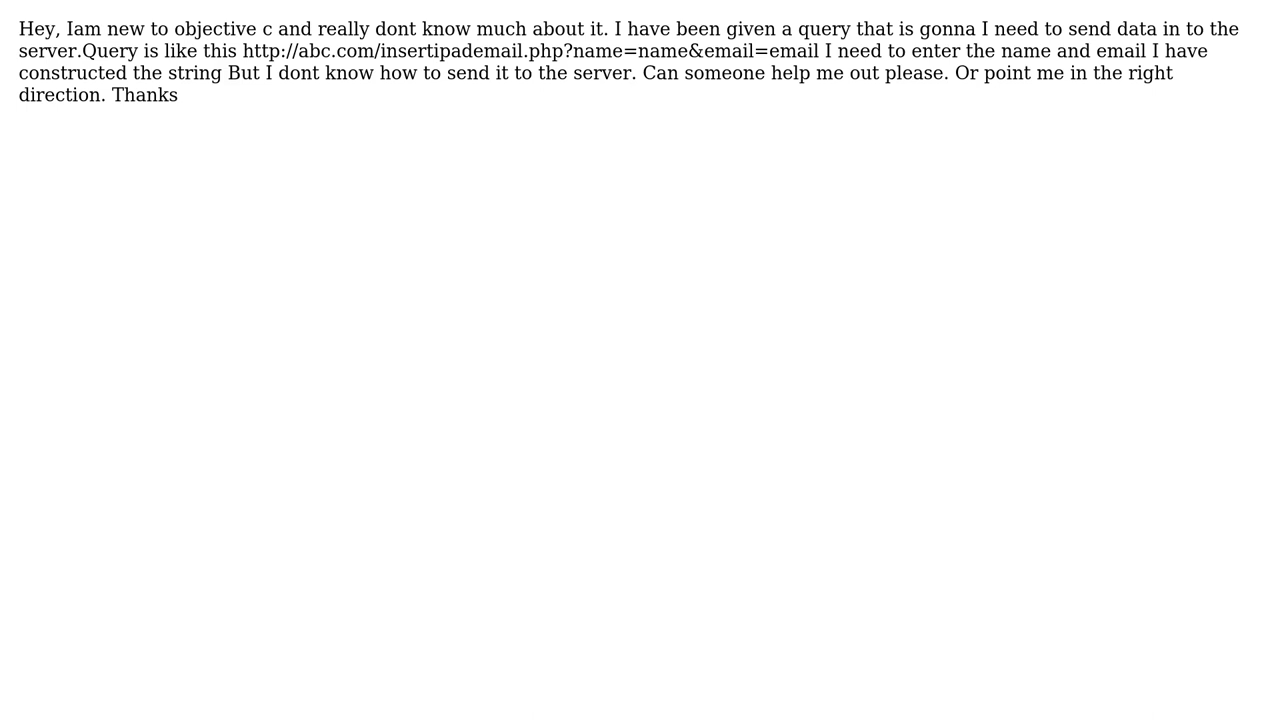 Hey, Iam new to objective c and really dont know much about it. I have been given a query that is gonna I need to send data in to the
server.Query is like this http://abc.com/insertipademail.php?name=name&email=email I need to enter the name and email I have
constructed the string But I dont know how to send it to the server. Can someone help me out please. Or point me in the right
direction. Thanks